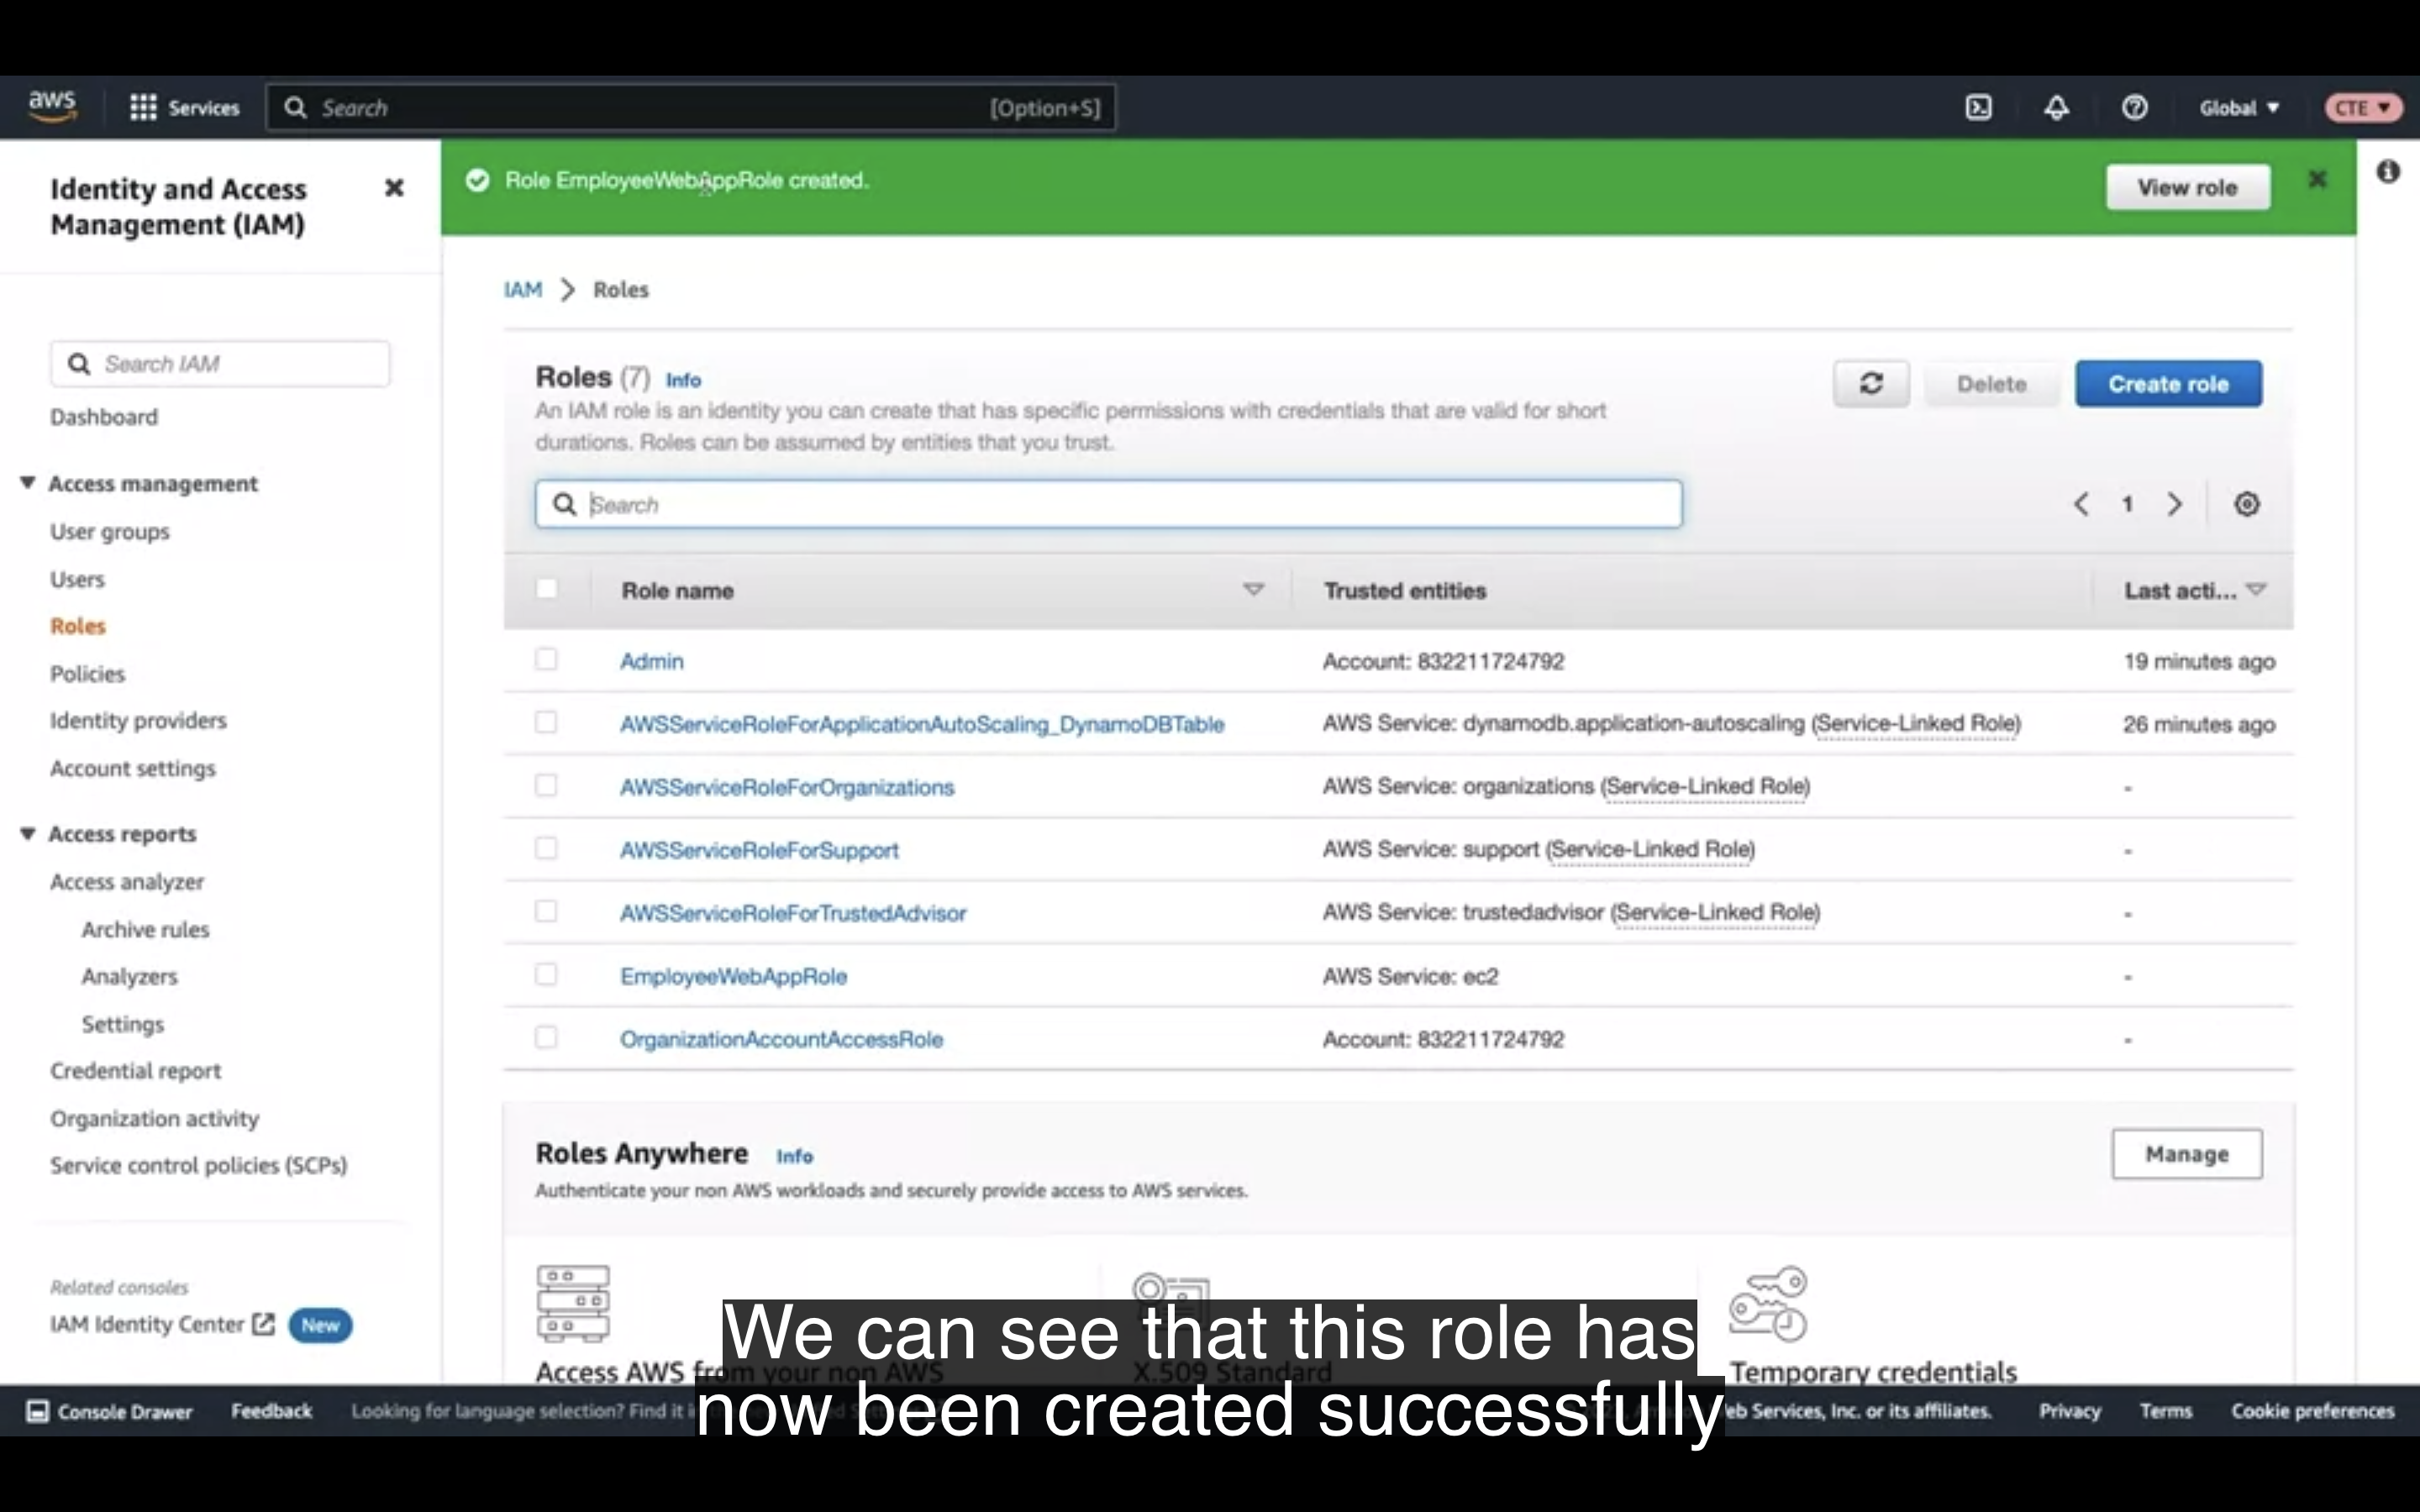 aws
Services
Search
[Option+S]
Global
CTE
Identity and Access
Management (IAM)
Search IAM
Dashboard
Access management
User groups
Users
Roles
Policies
Identity providers
Account settings
Access reports
Access analyzer
Archive rules
Analyzers
Settings
Credential report
Organization activity
Service control policies (SCPs)
Related consoles
IAM Identity Center New
Role EmployeeWebAppRole created.
View role
IAM > Roles
Roles (7) Info
An IAM role is an identity you can create that has specific permissions with credentials that are valid for short
durations. Roles can be assumed by entities that you trust.
Delete
Create role
Search
1
Role name Trusted entities Last acti...
Admin Account: 832211724792 19 minutes ago
AWSServiceRoleForApplicationAutoScaling_DynamoDBTable AWS Service: dynamodb.application-autoscaling (Service-Linked Role) 26 minutes ago
AWSServiceRoleForOrganizations AWS Service: organizations (Service-Linked Role) -
AWSServiceRoleForSupport AWS Service: support (Service-Linked Role) -
AWSServiceRoleForTrustedAdvisor AWS Service: trustedadvisor (Service-Linked Role) -
EmployeeWebAppRole AWS Service: ec2 -
OrganizationAccountAccessRole Account: 832211724792 -
Roles Anywhere Info
Authenticate your non AWS workloads and securely provide access to AWS services.
Manage
Access AWS from your non AWS
X.509 Standard
Temporary credentials
We can see that this role has
now been created successfully
Console Drawer
Feedback
Looking for language selection? Find it
Services, Inc. or its affiliates.
Privacy
Terms
Cookie preferences